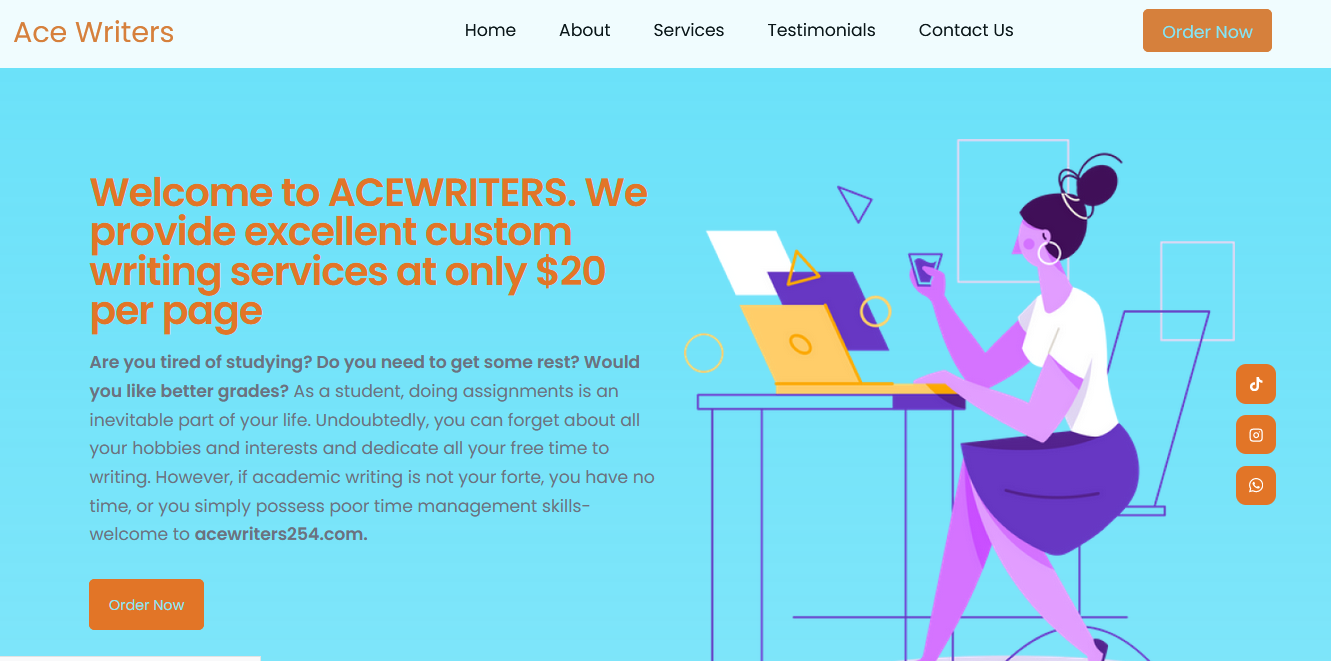 Ace Writers
Home
About
Services
Testimonials
Contact Us
Order Now
Welcome to ACEWRITERS. We
provide excellent custom
writing services at only $20
per page
Are you tired of studying? Do you need to get some rest? Would
you like better grades? As a student, doing assignments is an
inevitable part of your life. Undoubtedly, you can forget about all
your hobbies and interests and dedicate all your free time to
writing. However, if academic writing is not your forte, you have no
time, or you simply possess poor time management skills-
welcome to acewriters254.com.
Order Now